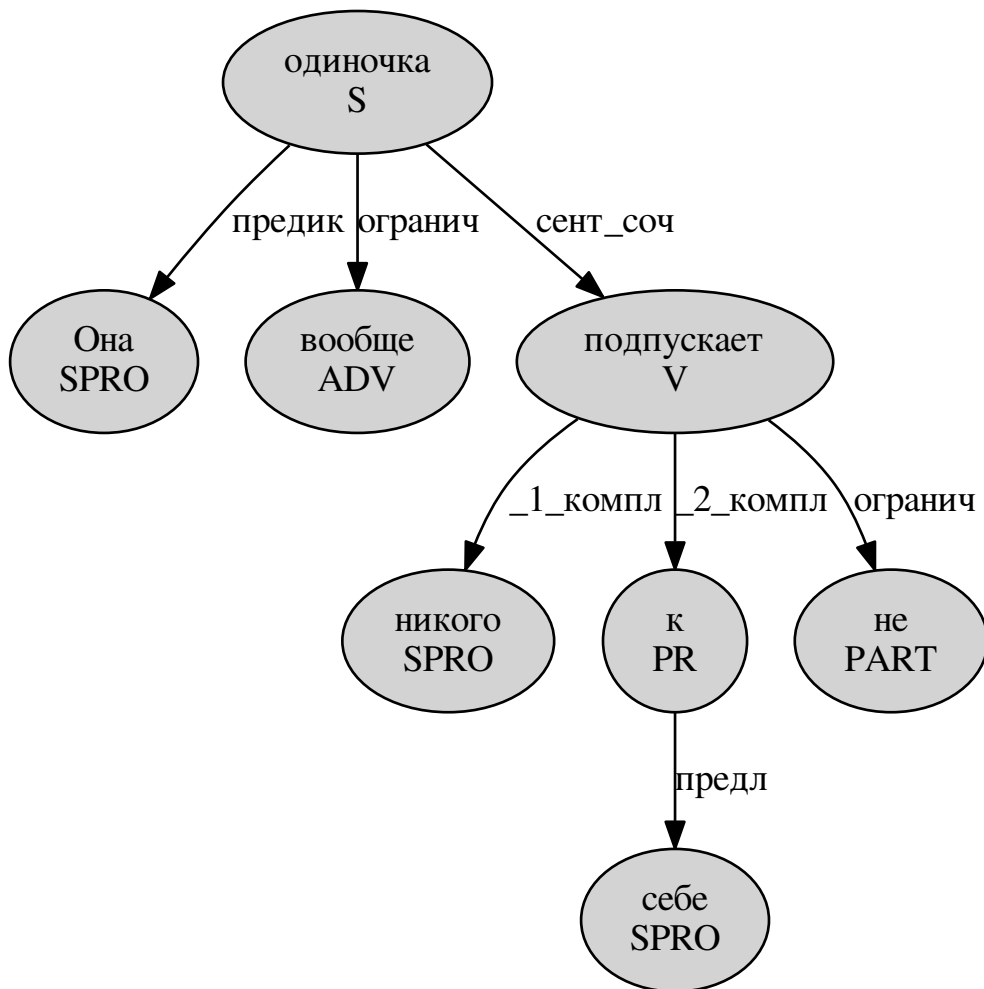 одиночка
S
предик
огранич
сент_соч
Она
SPRO
вообще
ADV
подпускает
V
_1_компл
_2_компл
огранич
никого
SPRO
к
PR
не
PART
предл
себе
SPRO